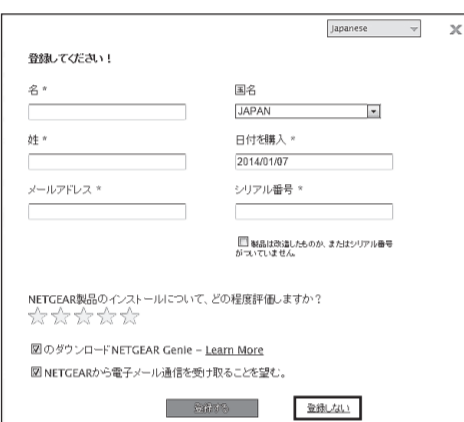 Japanese
登録してください！
名 *
国名
JAPAN
姓 *
日付を購入 *
2014/01/07
メールアドレス *
シリアル番号 *
製品は改造したものか、またはシリアル番号
がついていません。
NETGEAR製品のインストールについて、どの程度評価しますか？
のダウンロードNETGEAR Genie – Learn More
NETGEARから電子メール通信を受け取ることを望む。
登録する
登録しない